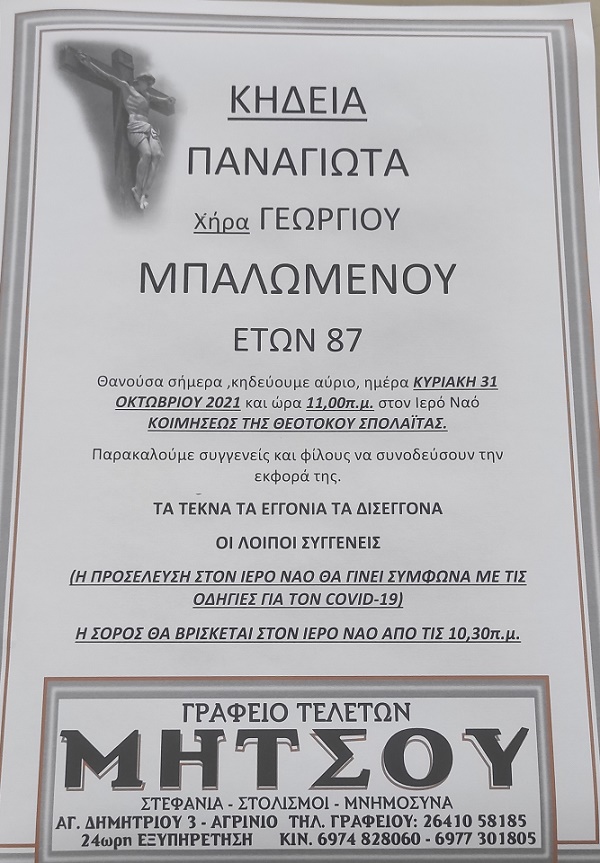 ΚΗΔΕΙΑ
ΠΑΝΑΓΙΩΤΑ
Χήρα ΓΕΩΡΓΙΟΥ
ΜΠΑΛΩΜΕΝΟΥ
ΕΤΩΝ 87
Θανούσα σήμερα ,κηδεύουμε αύριο, ημέρα ΚΥΡΙΑΚΗ 31
ΟΚΤΩΒΡΙΟΥ 2021 και ώρα 11,00π.μ. στον Ιερό Ναό
ΚΟΙΜΗΣΕΩΣ ΤΗΣ ΘΕΟΤΟΚΟΥ ΣΠΟΛΑΪΤΑΣ.
Παρακαλούμε συγγενείς και φίλους να συνοδεύσουν την
εκφορά της.
ΤΑ ΤΕΚΝΑ ΤΑ ΕΓΓΟΝΙΑ ΤΑ ΔΙΣΕΓΓΟΝΑ
ΟΙ ΛΟΙΠΟΙ ΣΥΓΓΕΝΕΙΣ
(Η ΠΡΟΣΕΛΕΥΣΗ ΣΤΟΝ ΙΕΡΟ ΝΑΟ ΘΑ ΓΙΝΕΙ ΣΥΜΦΩΝΑ ΜΕ ΤΙΣ
ΟΔΗΓΙΕΣ ΓΙΑ ΤΟΝ COVID-19)
Η ΣΟΡΟΣ ΘΑ ΒΡΙΣΚΕΤΑΙ ΣΤΟΝ ΙΕΡΟ ΝΑΟ ΑΠΟ ΤΙΣ 10,30π.μ.
ΓΡΑΦΕΙΟ ΤΕΛΕΤΩΝ
ΜΗΤΣΟΥ
ΣΤΕΦΑΝΙΑ - ΣΤΟΛΙΣΜΟΙ - ΜΝΗΜΟΣΥΝΑ
ΑΓ. ΔΗΜΗΤΡΙΟΥ 3 - ΑΓΡΙΝΙΟ ΤΗΛ. ΓΡΑΦΕΙΟΥ: 26410 58185
24ωρη ΕΞΥΠΗΡΕΤΗΣΗ ΚΙΝ. 6974 828060 - 6977 301805